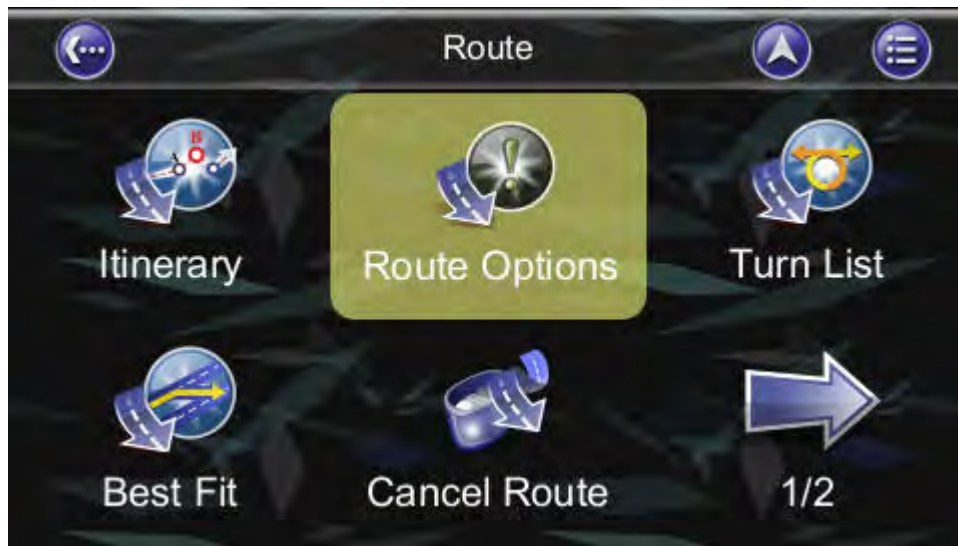 Route
B
Itinerary
Route Options
Turn List
Best Fit
Cancel Route
1/2